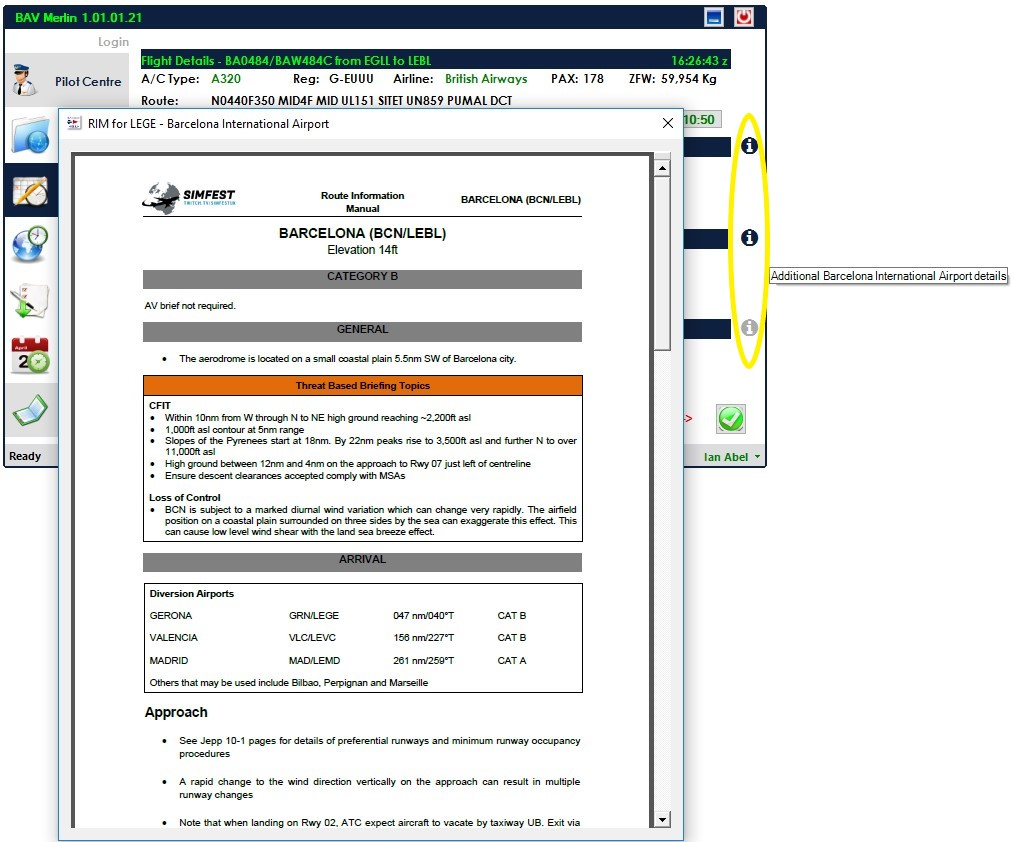 BAV Merlin 1.01.01.21
Login
Pilot Centre
Flight Details - BA0484/BAW484C from EGLL to LEBL 16:26:43 z
A/C Type: A320 Reg: G-EUUU Airline: British Airways PAX: 178 ZFW: 59,954 Kg
Route: N0440F350 MID4F MID UL151 SITET UN859 PUMAL DCT
10:50
RIM for LEGE - Barcelona International Airport
SIMFEST
TWITCH.TV/SIMFESTUK
Route Information
Manual
BARCELONA (BCN/LEBL)
BARCELONA (BCN/LEBL)
Elevation 14ft
CATEGORY B
AV brief not required.
GENERAL
• The aerodrome is located on a small coastal plain 5.5nm SW of Barcelona city.
Threat Based Briefing Topics
CFIT
• Within 10nm from W through N to NE high ground reaching ~2,200ft asl
• 1,000ft asl contour at 5nm range
• Slopes of the Pyrenees start at 18nm. By 22nm peaks rise to 3,500ft asl and further N to over
11,000ft asl
• High ground between 12nm and 4nm on the approach to Rwy 07 just left of centreline
• Ensure descent clearances accepted comply with MSAs
Loss of Control
• BCN is subject to a marked diurnal wind variation which can change very rapidly. The airfield
position on a coastal plain surrounded on three sides by the sea can exaggerate this effect. This
can cause low level wind shear with the land sea breeze effect.
ARRIVAL
Diversion Airports
GERONA GRN/LEGE 047 nm/040°T CAT B
VALENCIA VLC/LEVC 156 nm/227°T CAT B
MADRID MAD/LEMD 261 nm/259°T CAT A
Others that may be used include Bilbao, Perpignan and Marseille
Approach
• See Jepp 10-1 pages for details of preferential runways and minimum runway occupancy
procedures
• A rapid change to the wind direction vertically on the approach can result in multiple
runway changes
• Note that when landing on Rwy 02, ATC expect aircraft to vacate by taxiway UB. Exit via
Additional Barcelona International Airport details
->
April
2
Ready
Ian Abel